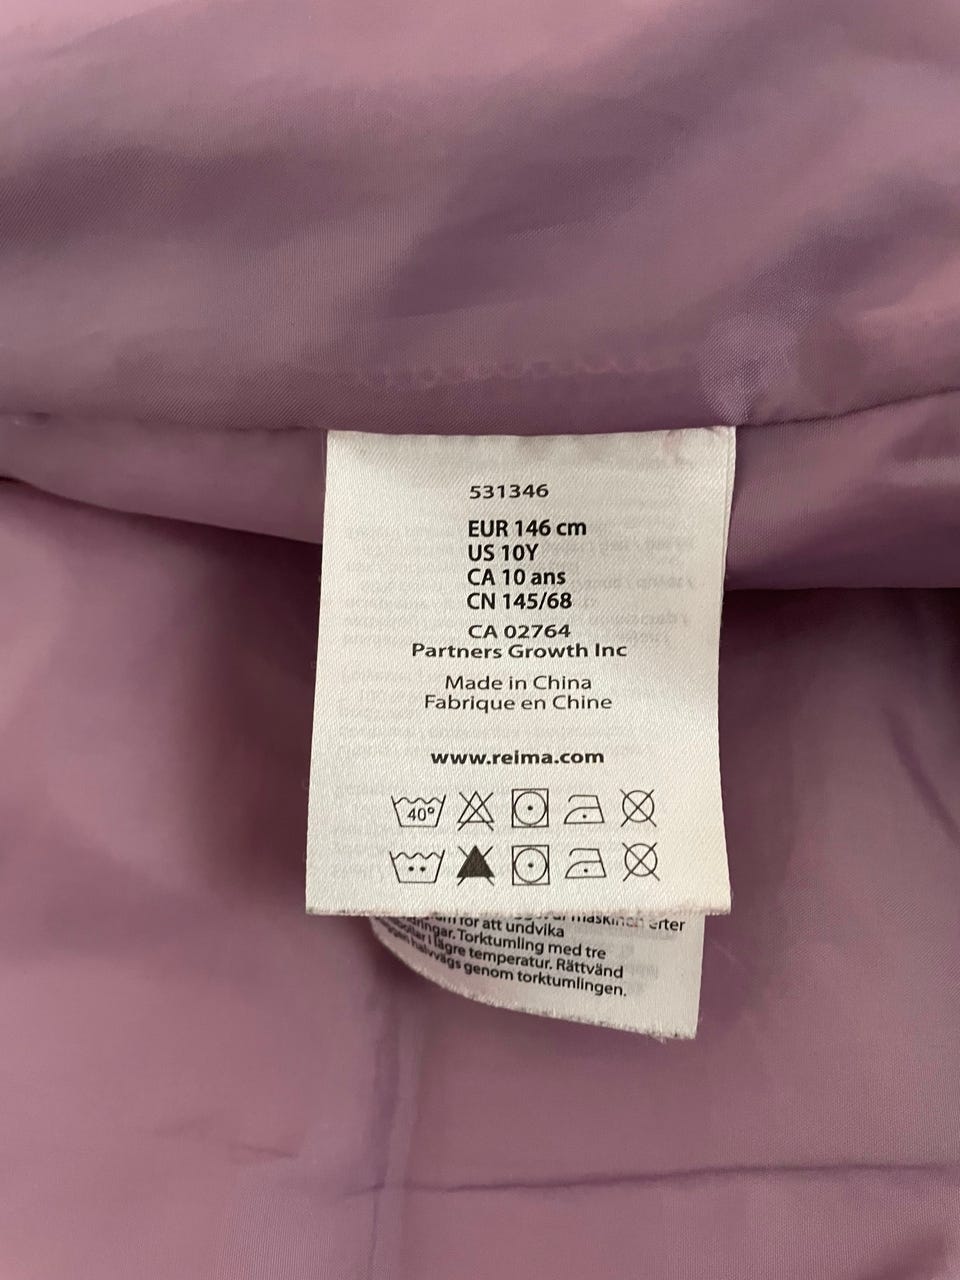 531346
EUR 146 cm
US 10Y
CA 10 ans
CN 145/68
CA 02764
Partners Growth Inc
Made in China
Fabrique en Chine
www.reima.com
40°
för att undvika
maskinen efter
Torktumling med tre
i lägre temperatur. Rättvänd
halvvägs genom torktumlingen.